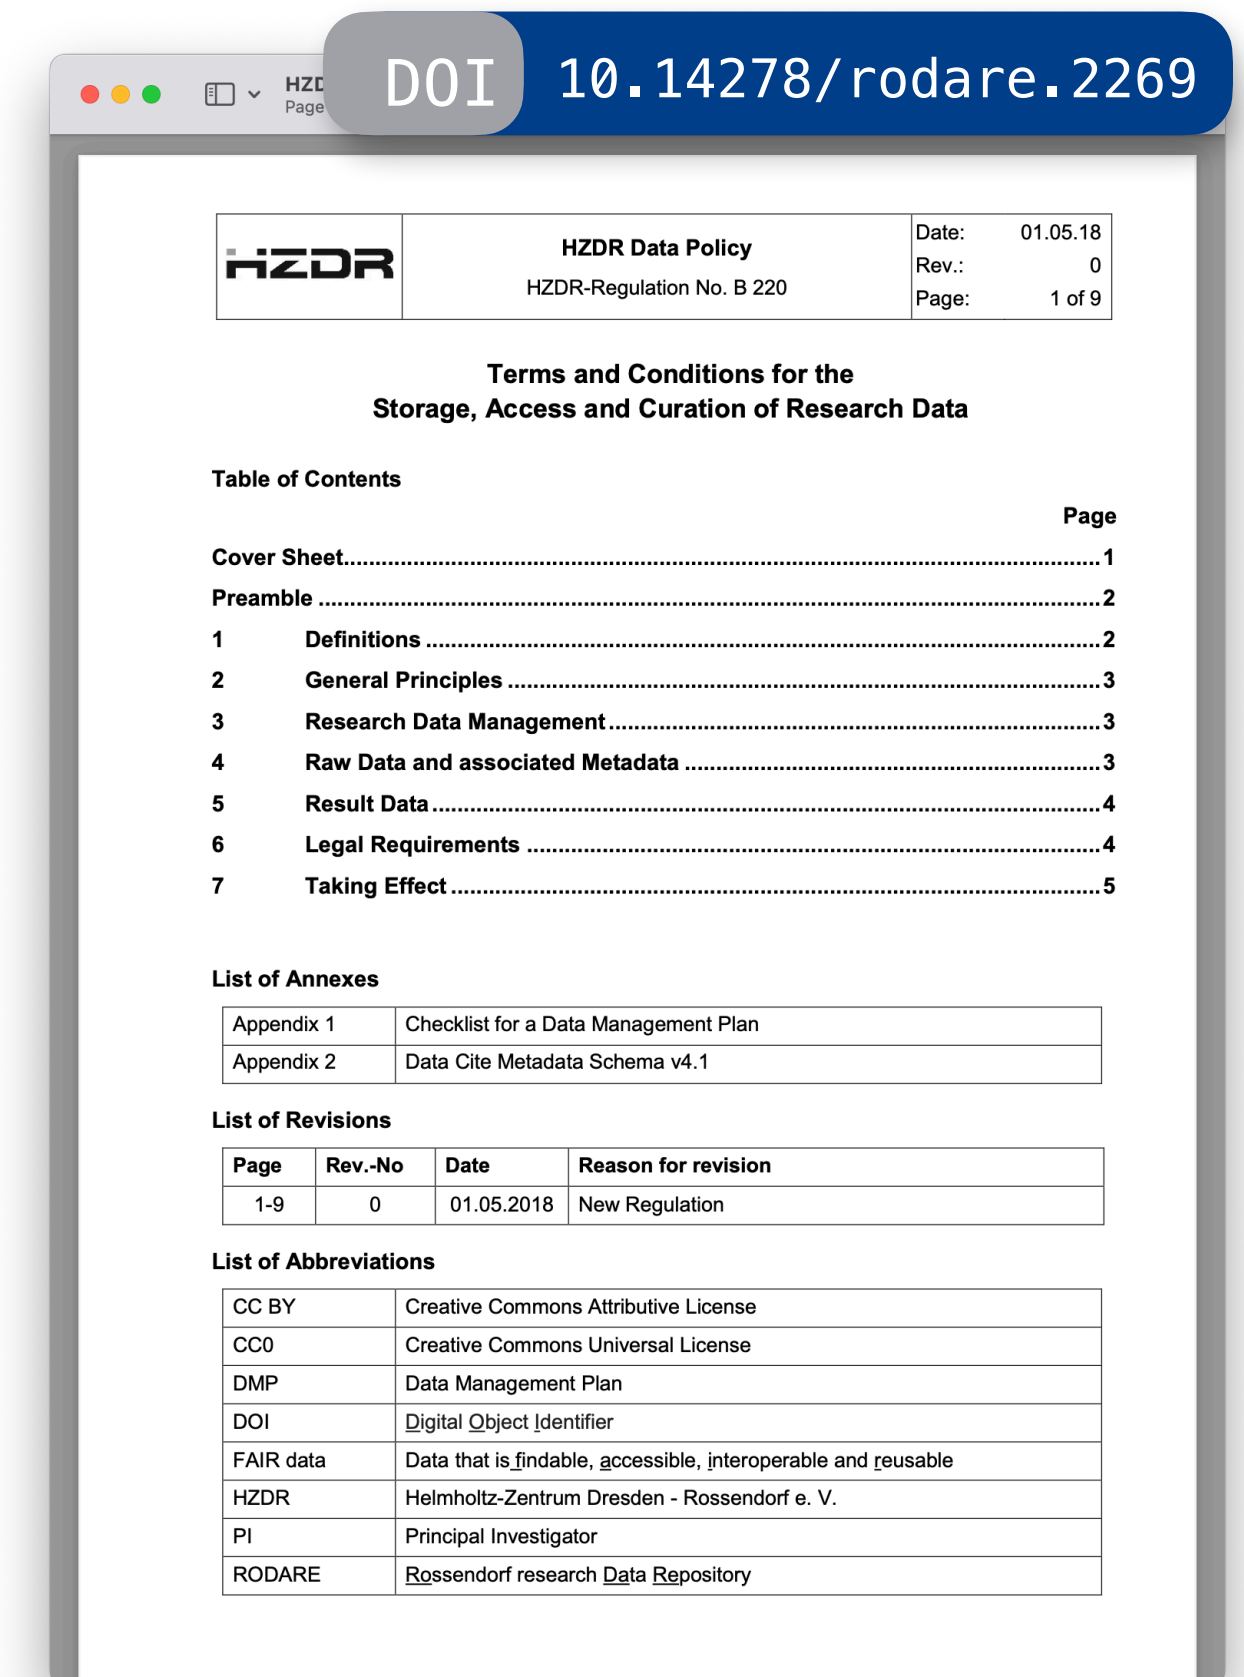 DOI 10.14278/rodare.2269
HZD
Page
HZDR
HZDR Data Policy
HZDR-Regulation No. B 220
Date: 01.05.18
Rev.: 0
Page: 1 of 9
Terms and Conditions for the
Storage, Access and Curation of Research Data
Table of Contents
Page
Cover Sheet........................................................................................................................1
Preamble ............................................................................................................................2
1 Definitions ...........................................................................................................2
2 General Principles ..............................................................................................3
3 Research Data Management..............................................................................3
4 Raw Data and associated Metadata ..................................................................3
5 Result Data..........................................................................................................4
6 Legal Requirements ...........................................................................................4
7 Taking Effect.......................................................................................................5
List of Annexes
Appendix 1 Checklist for a Data Management Plan
Appendix 2 Data Cite Metadata Schema v4.1
List of Revisions
Page Rev.-No Date Reason for revision
1-9 0 01.05.2018 New Regulation
List of Abbreviations
CC BY Creative Commons Attributive License
CC0 Creative Commons Universal License
DMP Data Management Plan
DOI Digital Object Identifier
FAIR data Data that is findable, accessible, interoperable and reusable
HZDR Helmholtz-Zentrum Dresden - Rossendorf e. V.
PI Principal Investigator
RODARE Rossendorf research Data Repository